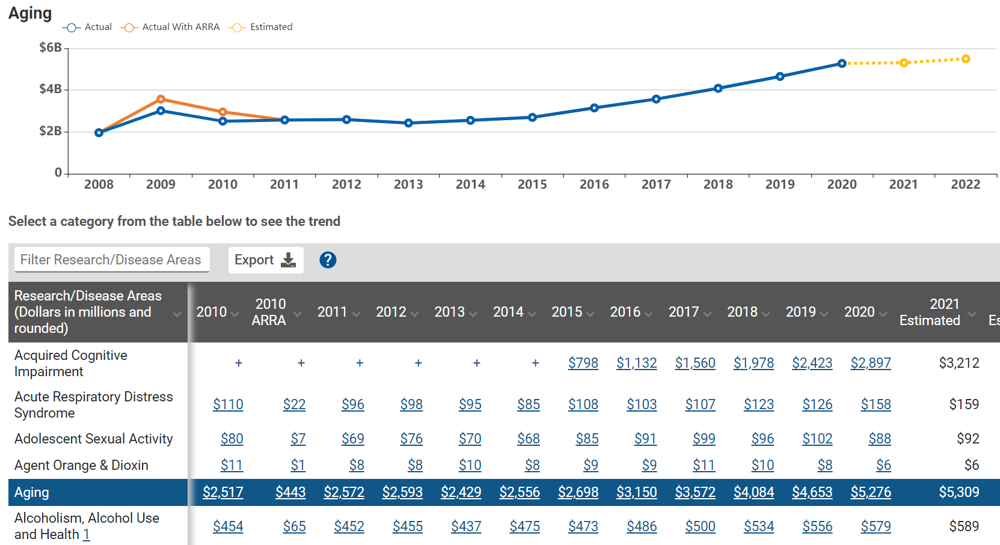 Aging
Actual Actual With ARRA Estimated
$6B
$4B
$2B
0
2008 2009 2010 2011 2012 2013 2014 2015 2016 2017 2018 2019 2020 2021 2022
Select a category from the table below to see the trend
Filter Research/Disease Areas Export ?
Research/Disease Areas
(Dollars in millions and
rounded)
2010 2010
ARRA 2011 2012 2013 2014 2015 2016 2017 2018 2019 2020 2021
Estimated Es
Acquired Cognitive
Impairment
+ + + + + + $798 $1,132 $1,560 $1,978 $2,423 $2,897 $3,212
Acute Respiratory Distress
Syndrome
$110 $22 $96 $98 $95 $85 $108 $103 $107 $123 $126 $158 $159
Adolescent Sexual Activity $80 $7 $69 $76 $70 $68 $85 $91 $99 $96 $102 $88 $92
Agent Orange & Dioxin $11 $1 $8 $8 $10 $8 $9 $9 $11 $10 $8 $6 $6
Aging $2,517 $443 $2,572 $2,593 $2,429 $2,556 $2,698 $3,150 $3,572 $4,084 $4,653 $5,276 $5,309
Alcoholism, Alcohol Use
and Health 1
$454 $65 $452 $455 $437 $475 $473 $486 $500 $534 $556 $579 $589